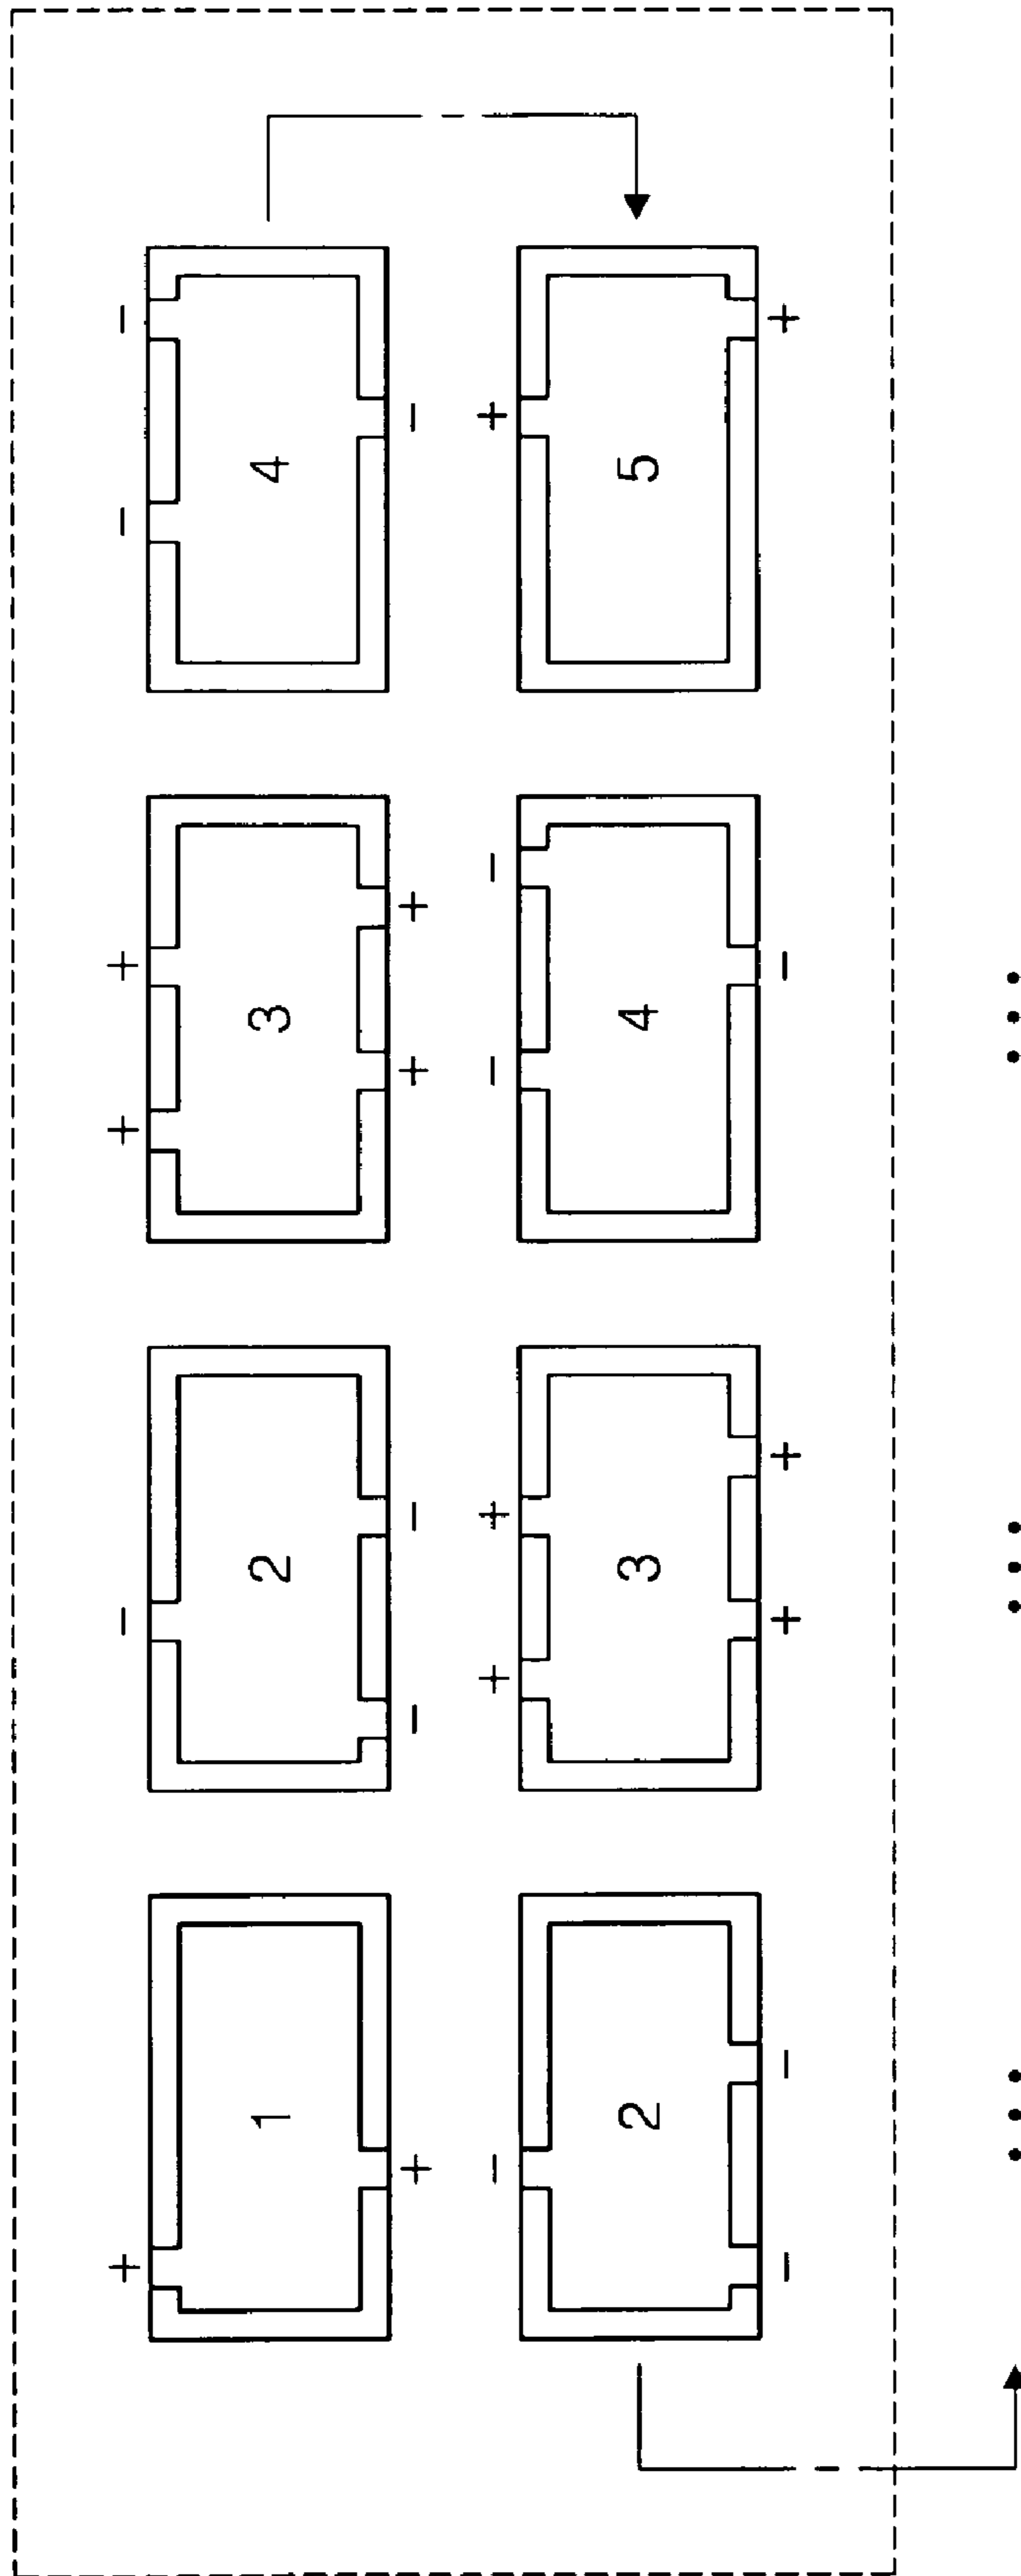 + - + + - -
1 2 3 4
+ - - + + -
- + + - - +
2 3 4 5
- - + + - +